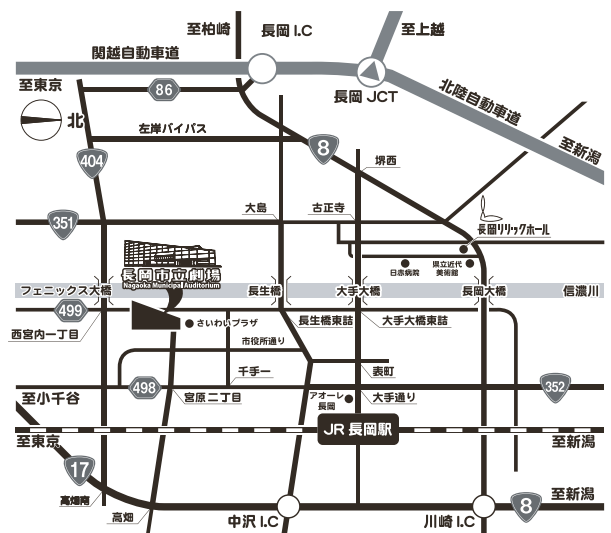 至柏崎
長岡I.C
至上越
関越自動車道
至東京
86
長岡JCT
北陸自動車道
北
左岸バイパス
8
至新潟
404
堺西
大島
古正寺
351
長岡リリックホール
長岡市立劇場
Nagaoka Municipal Auditorium
日赤病院
県立近代
美術館
フェニックス大橋
長生橋
大手大橋
長岡大橋
信濃川
499
さいわいプラザ
長生橋東詰
大手大橋東詰
西宮内一丁目
市役所通り
千手一
表町
498
352
至小千谷
宮原二丁目
アオーレ
長岡
大手通り
JR長岡駅
至東京
至新潟
17
高畑南
高畑
中沢I.C
川崎I.C
8
至新潟